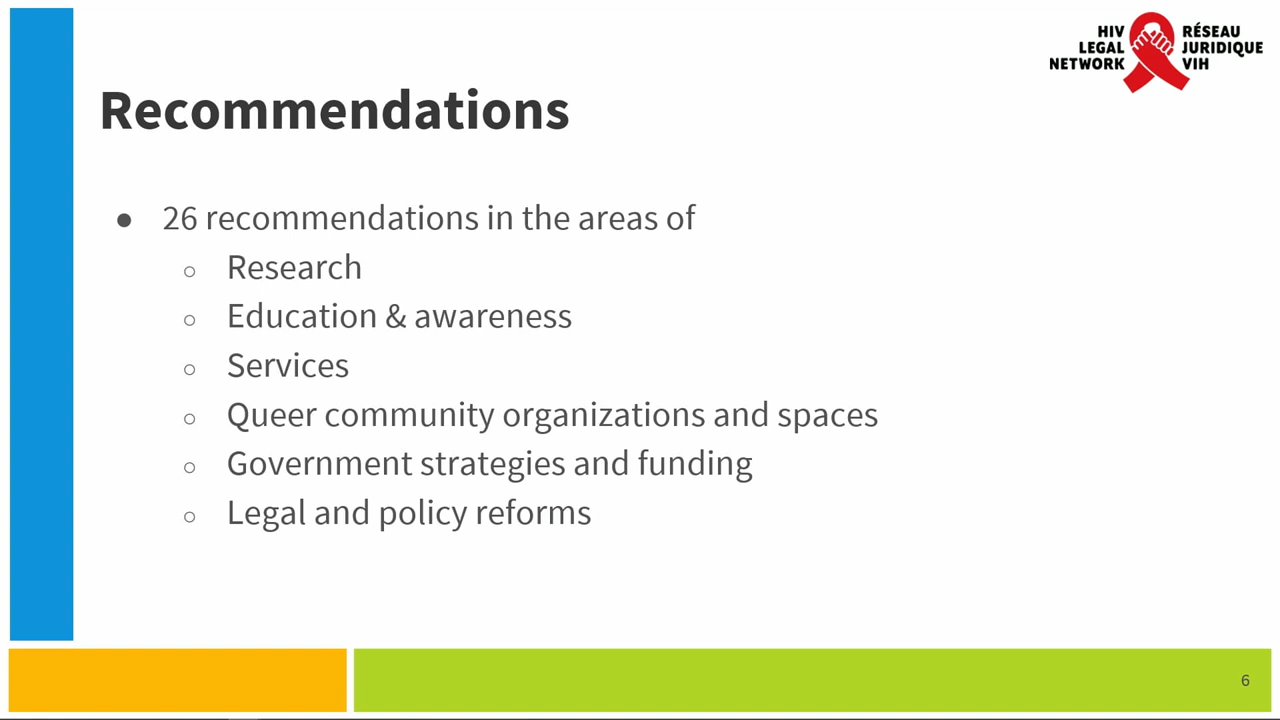 HIV
LEGAL
NETWORK
RÉSEAU
JURIDIQUE
VIH
Recommendations
● 26 recommendations in the areas of
○ Research
○ Education & awareness
○ Services
○ Queer community organizations and spaces
○ Government strategies and funding
○ Legal and policy reforms
6